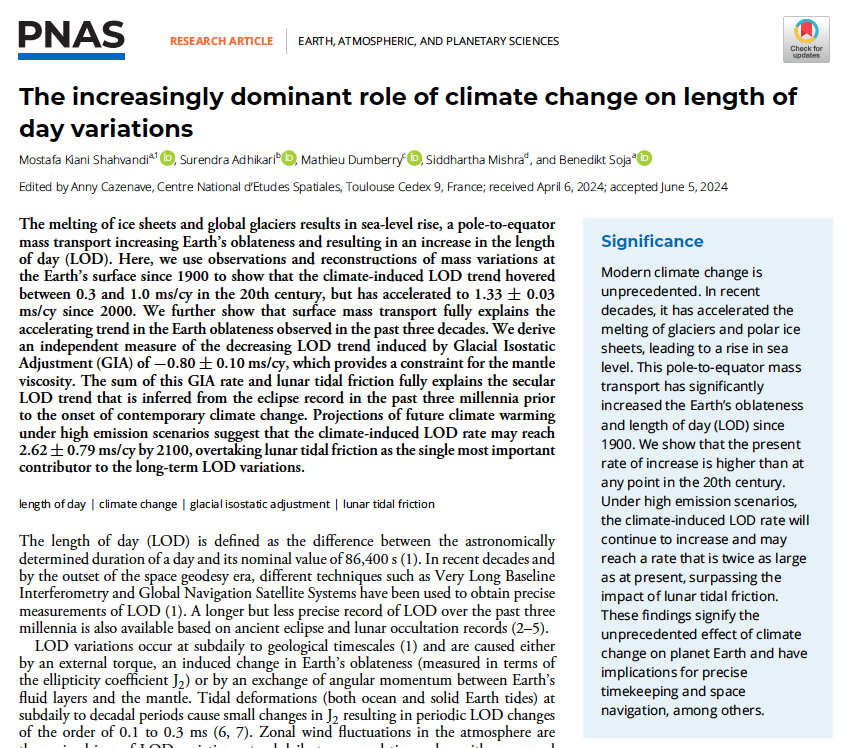 PNAS
RESEARCH ARTICLE
EARTH, ATMOSPHERIC, AND PLANETARY SCIENCES
Check for
updates
The increasingly dominant role of climate change on length of
day variations
Mostafa Kiani Shahvandi^a,1 iD, Surendra Adhikari^b iD, Mathieu Dumberry^c iD, Siddhartha Mishra^d, and Benedikt Soja^a iD
Edited by Anny Cazenave, Centre National d'Etudes Spatiales, Toulouse Cedex 9, France; received April 6, 2024; accepted June 5, 2024
The melting of ice sheets and global glaciers results in sea-level rise, a pole-to-equator
mass transport increasing Earth's oblateness and resulting in an increase in the length
of day (LOD). Here, we use observations and reconstructions of mass variations at
the Earth's surface since 1900 to show that the climate-induced LOD trend hovered
between 0.3 and 1.0 ms/cy in the 20th century, but has accelerated to 1.33 ± 0.03
ms/cy since 2000. We further show that surface mass transport fully explains the
accelerating trend in the Earth oblateness observed in the past three decades. We derive
an independent measure of the decreasing LOD trend induced by Glacial Isostatic
Adjustment (GIA) of −0.80 ± 0.10 ms/cy, which provides a constraint for the mantle
viscosity. The sum of this GIA rate and lunar tidal friction fully explains the secular
LOD trend that is inferred from the eclipse record in the past three millennia prior
to the onset of contemporary climate change. Projections of future climate warming
under high emission scenarios suggest that the climate-induced LOD rate may reach
2.62 ± 0.79 ms/cy by 2100, overtaking lunar tidal friction as the single most important
contributor to the long-term LOD variations.
length of day | climate change | glacial isostatic adjustment | lunar tidal friction
The length of day (LOD) is defined as the difference between the astronomically
determined duration of a day and its nominal value of 86,400 s (1). In recent decades and
by the outset of the space geodesy era, different techniques such as Very Long Baseline
Interferometry and Global Navigation Satellite Systems have been used to obtain precise
measurements of LOD (1). A longer but less precise record of LOD over the past three
millennia is also available based on ancient eclipse and lunar occultation records (2–5).
LOD variations occur at subdaily to geological timescales (1) and are caused either
by an external torque, an induced change in Earth's oblateness (measured in terms of
the ellipticity coefficient J₂) or by an exchange of angular momentum between Earth's
fluid layers and the mantle. Tidal deformations (both ocean and solid Earth tides) at
subdaily to decadal periods cause small changes in J₂ resulting in periodic LOD changes
of the order of 0.1 to 0.3 ms (6, 7). Zonal wind fluctuations in the atmosphere are
Significance
Modern climate change is
unprecedented. In recent
decades, it has accelerated the
melting of glaciers and polar ice
sheets, leading to a rise in sea
level. This pole-to-equator mass
transport has significantly
increased the Earth's oblateness
and length of day (LOD) since
1900. We show that the present
rate of increase is higher than at
any point in the 20th century.
Under high emission scenarios,
the climate-induced LOD rate will
continue to increase and may
reach a rate that is twice as large
as at present, surpassing the
impact of lunar tidal friction.
These findings signify the
unprecedented effect of climate
change on planet Earth and have
implications for precise
timekeeping and space
navigation, among others.